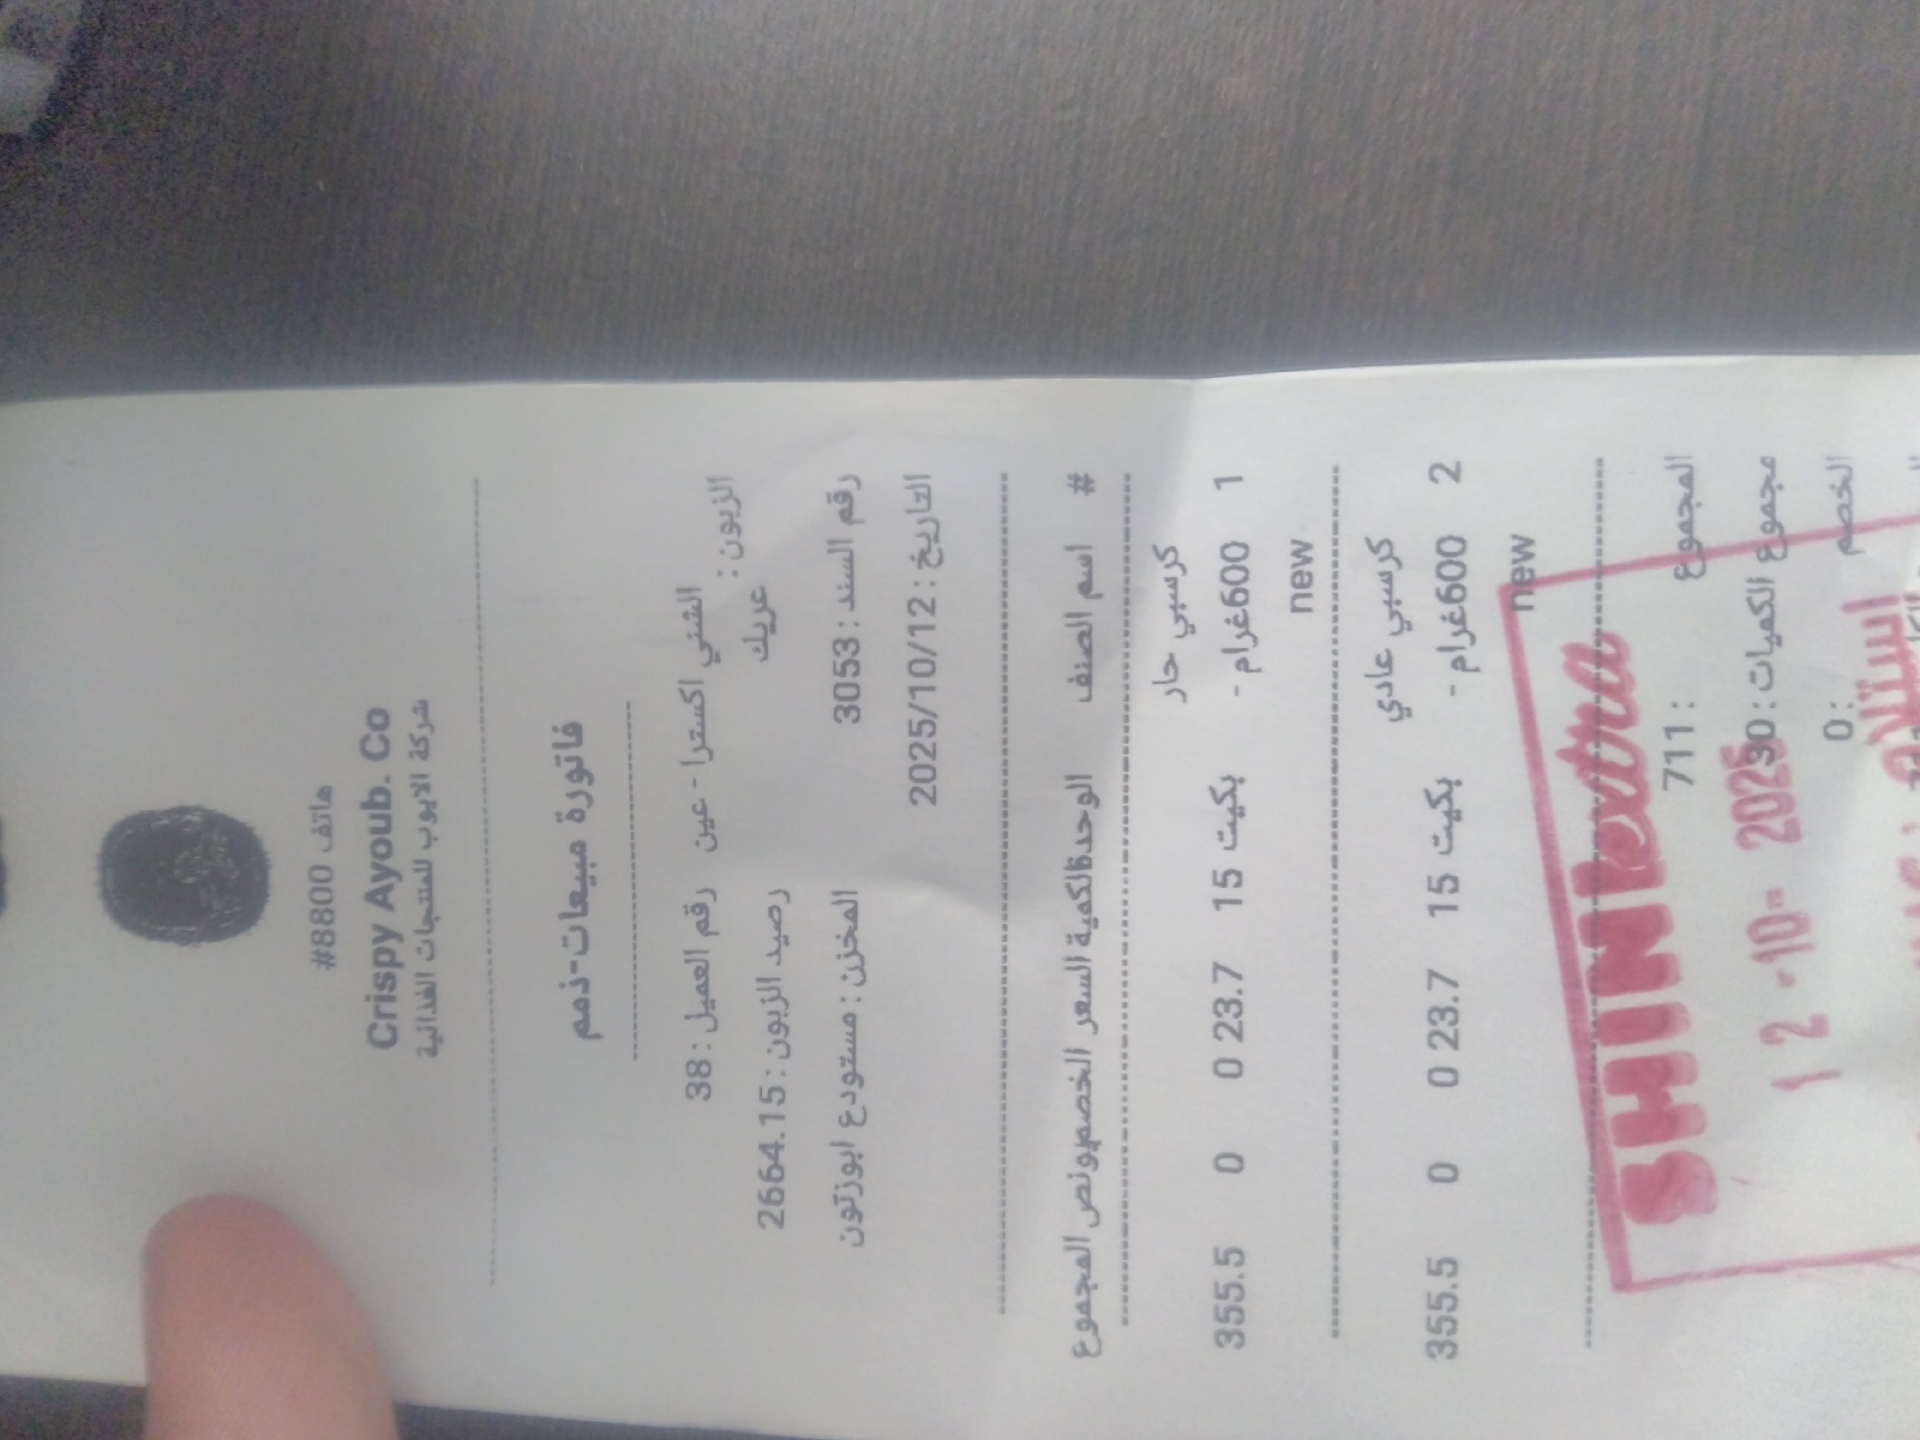 هاتف 8800#
Crispy Ayoub. Co
شركة الايوب للمنتجات الغذائية
فاتورة مبيعات-ذمم
الزبون: الشني اكسترا - عين عريك
رقم العميل: 38
رصيد الزبون: 2664.15
رقم السند: 3053
المخزن: مستودع ابوزتون
التاريخ: 2025/10/12
# اسم الصنف الوحدة الكمية السعر الخصم بونص المجموع
1 كرسبي حار 600غرام - new بكيت 15 23.7 0 0 355.5
2 كرسبي عادي 600غرام - new بكيت 15 23.7 0 0 355.5
المجموع : 711
مجموع الكميات: 30
الخصم : 0
SHINI extra
12 -10- 2025
استلام